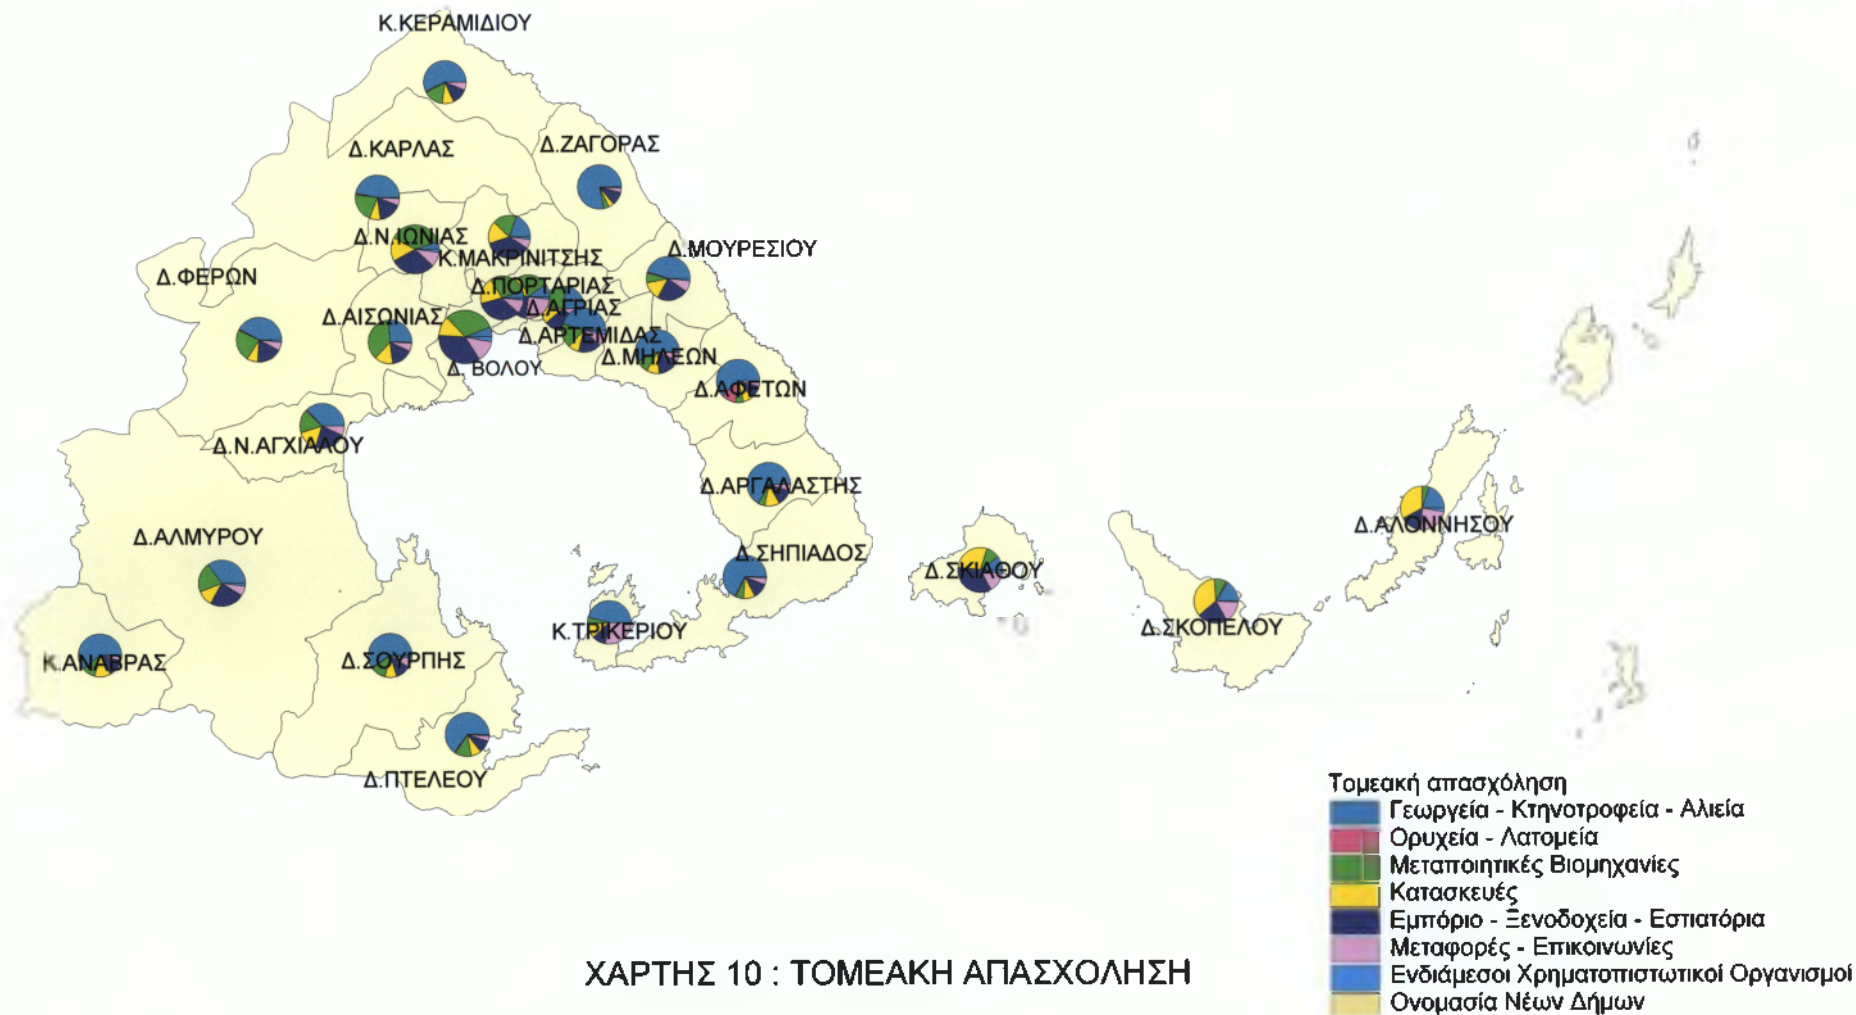 Κ.ΚΕΡΑΜΙΔΙΟΥ
Δ.ΚΑΡΛΑΣ
Δ.ΖΑΓΟΡΑΣ
Δ.Ν.ΙΩΝΙΑΣ
Κ.ΜΑΚΡΙΝΙΤΣΗΣ
Δ.ΜΟΥΡΕΣΙΟΥ
Δ.ΦΕΡΩΝ
Δ.ΠΟΡΤΑΡΙΑΣ
Δ.ΑΓΡΙΑΣ
Δ.ΑΙΣΩΝΙΑΣ
Δ.ΑΡΤΕΜΙΔΑΣ
Δ.ΜΗΛΕΩΝ
Δ. ΒΟΛΟΥ
Δ.ΑΦΕΤΩΝ
Δ.Ν.ΑΓΧΙΑΛΟΥ
Δ.ΑΡΓΑΛΑΣΤΗΣ
Δ.ΑΛΜΥΡΟΥ
Δ.ΣΗΠΙΑΔΟΣ
Δ.ΑΛΟΝΝΗΣΟΥ
Δ.ΣΚΙΑΘΟΥ
Δ.ΣΚΟΠΕΛΟΥ
Κ.ΤΡΙΚΕΡΙΟΥ
Κ.ΑΝΑΒΡΑΣ
Δ.ΣΟΥΡΠΗΣ
Δ.ΠΤΕΛΕΟΥ
Τομεακή απασχόληση
Γεωργεία - Κτηνοτροφεία - Αλιεία
Ορυχεία - Λατομεία
Μεταποιητικές Βιομηχανίες
Κατασκευές
Εμπόριο - Ξενοδοχεία - Εστιατόρια
Μεταφορές - Επικοινωνίες
Ενδιάμεσοι Χρηματοπιστωτικοί Οργανισμοί
Ονομασία Νέων Δήμων
ΧΑΡΤΗΣ 10 : ΤΟΜΕΑΚΗ ΑΠΑΣΧΟΛΗΣΗ